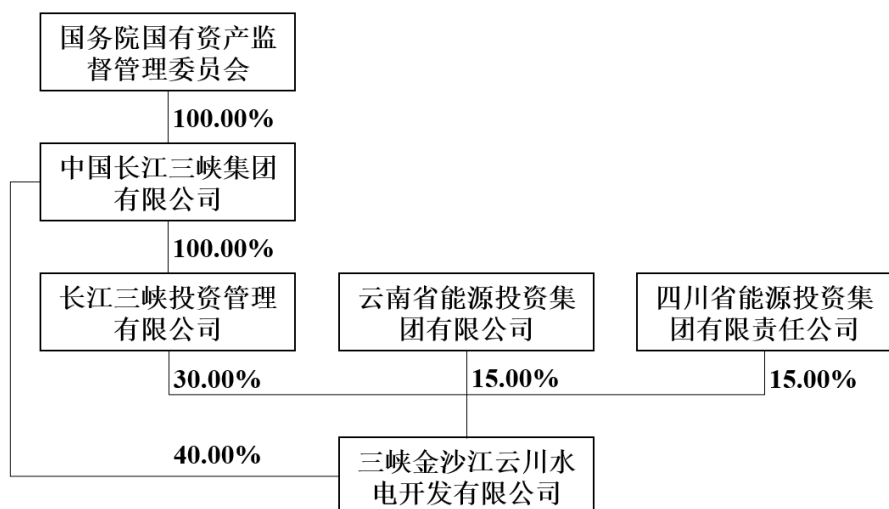 国务院国有资产监
督管理委员会
100.00%
中国长江三峡集团
有限公司
100.00%
长江三峡投资管理
有限公司
云南省能源投资集
团有限公司
四川省能源投资集
团有限责任公司
30.00%
15.00%
15.00%
40.00%
三峡金沙江云川水
电开发有限公司